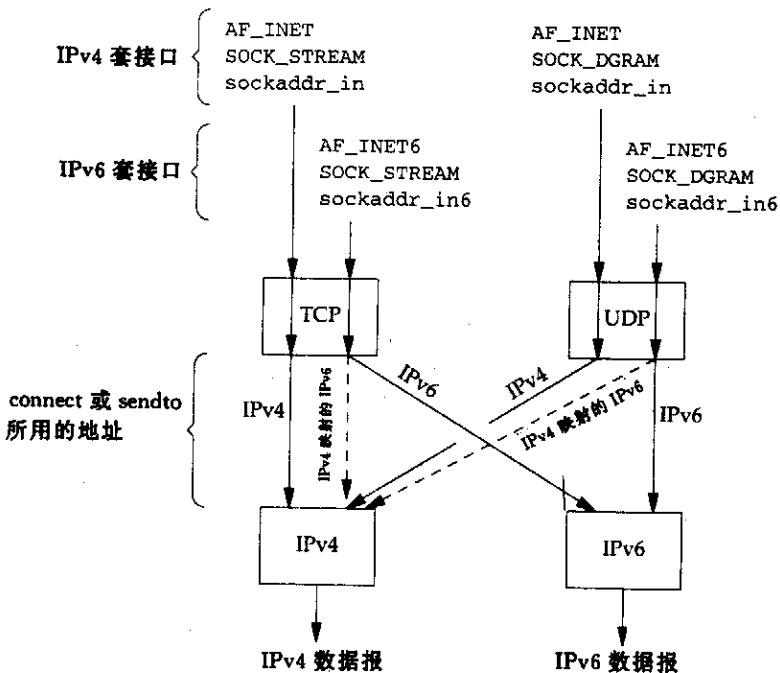 IPv4 套接口
AF_INET
SOCK_STREAM
sockaddr_in
AF_INET
SOCK_DGRAM
sockaddr_in
IPv6 套接口
AF_INET6
SOCK_STREAM
sockaddr_in6
AF_INET6
SOCK_DGRAM
sockaddr_in6
TCP
UDP
connect 或 sendto
所用的地址
IPv4
IPv4 映射的 IPv6
IPv6
IPv4
IPv4 映射的 IPv6
IPv6
IPv4
IPv6
IPv4 数据报
IPv6 数据报